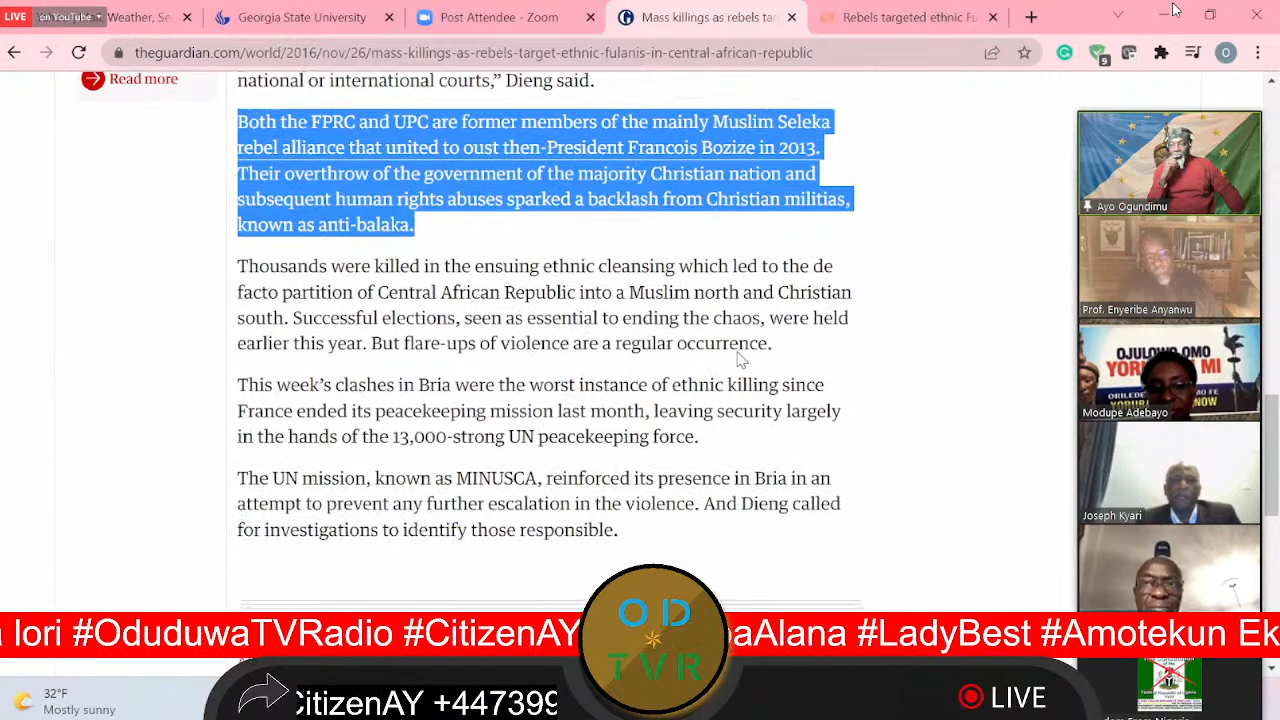 LIVE on YouTube
Weather, Se
Georgia State University
Post Attendee - Zoom
Mass killings as rebels ta
Rebels targeted ethnic Fu
theguardian.com/world/2016/nov/26/mass-killings-as-rebels-target-ethnic-fulanis-in-central-african-republic
9
O
Read more
national or international courts,” Dieng said.
Both the FPRC and UPC are former members of the mainly Muslim Seleka
rebel alliance that united to oust then-President Francois Bozize in 2013.
Their overthrow of the government of the majority Christian nation and
subsequent human rights abuses sparked a backlash from Christian militias,
known as anti-balaka.
Thousands were killed in the ensuing ethnic cleansing which led to the de
facto partition of Central African Republic into a Muslim north and Christian
south. Successful elections, seen as essential to ending the chaos, were held
earlier this year. But flare-ups of violence are a regular occurrence.
This week’s clashes in Bria were the worst instance of ethnic killing since
France ended its peacekeeping mission last month, leaving security largely
in the hands of the 13,000-strong UN peacekeeping force.
The UN mission, known as MINUSCA, reinforced its presence in Bria in an
attempt to prevent any further escalation in the violence. And Dieng called
for investigations to identify those responsible.
Ayo Ogundimu
Prof. Enyeribe Anyanwu
OJULOWO OMO
Modupe Adebayo
NOW
Joseph Kyari
a lori #OduduwaTVRadio #CitizenAY
aAlana #LadyBest #Amotekun Ek
OD
TVR
32°F
Mostly sunny
CitizenAY +447399
LIVE